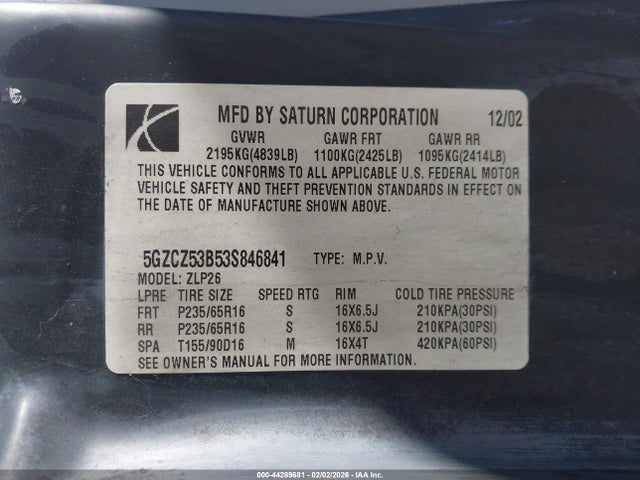 MFD BY SATURN CORPORATION 12/02
GVWR GAWR FRT GAWR RR
2195KG(4839LB) 1100KG(2425LB) 1095KG(2414LB)
THIS VEHICLE CONFORMS TO ALL APPLICABLE U.S. FEDERAL MOTOR
VEHICLE SAFETY AND THEFT PREVENTION STANDARDS IN EFFECT ON
THE DATE OF MANUFACTURE SHOWN ABOVE.
5GZCZ53B53S846841 TYPE: M.P.V.
MODEL: ZLP26
LPRE TIRE SIZE SPEED RTG RIM COLD TIRE PRESSURE
FRT P235/65R16 S 16X6.5J 210KPA(30PSI)
RR P235/65R16 S 16X6.5J 210KPA(30PSI)
SPA T155/90D16 M 16X4T 420KPA(60PSI)
SEE OWNER'S MANUAL FOR MORE INFORMATION.
000-44289681 - 02/02/2026 - IAA Inc.